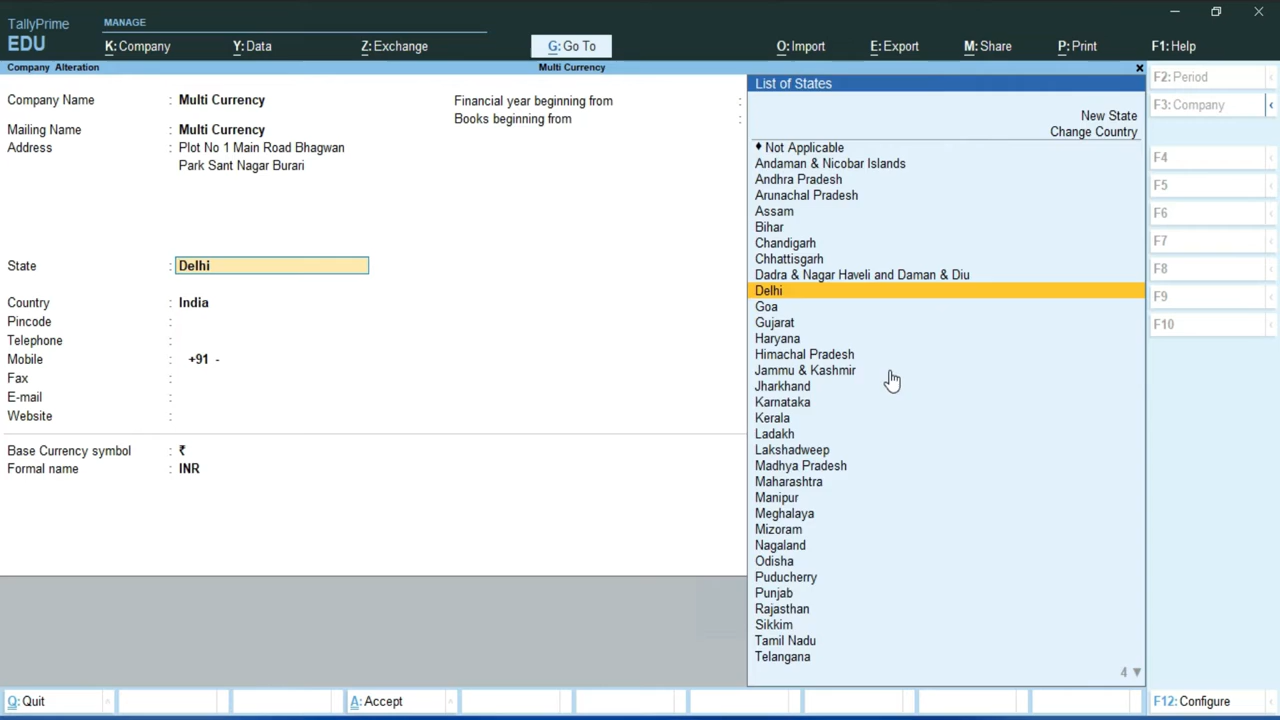 TallyPrime
EDU
MANAGE
K: Company
Y: Data
Z: Exchange
G: Go To
O: Import
E: Export
M: Share
P: Print
F1: Help
Company Alteration
Multi Currency
Company Name : Multi Currency
Mailing Name : Multi Currency
Address : Plot No 1 Main Road Bhagwan
Park Sant Nagar Burari
State : Delhi
Country : India
Pincode :
Telephone :
Mobile : +91 -
Fax :
E-mail :
Website :
Base Currency symbol : ₹
Formal name : INR
Financial year beginning from :
Books beginning from :
List of States
New State
Change Country
♦ Not Applicable
Andaman & Nicobar Islands
Andhra Pradesh
Arunachal Pradesh
Assam
Bihar
Chandigarh
Chhattisgarh
Dadra & Nagar Haveli and Daman & Diu
Delhi
Goa
Gujarat
Haryana
Himachal Pradesh
Jammu & Kashmir
Jharkhand
Karnataka
Kerala
Ladakh
Lakshadweep
Madhya Pradesh
Maharashtra
Manipur
Meghalaya
Mizoram
Nagaland
Odisha
Puducherry
Punjab
Rajasthan
Sikkim
Tamil Nadu
Telangana
4 ▼
F2: Period
F3: Company
F4
F5
F6
F7
F8
F9
F10
Q: Quit
A: Accept
F12: Configure